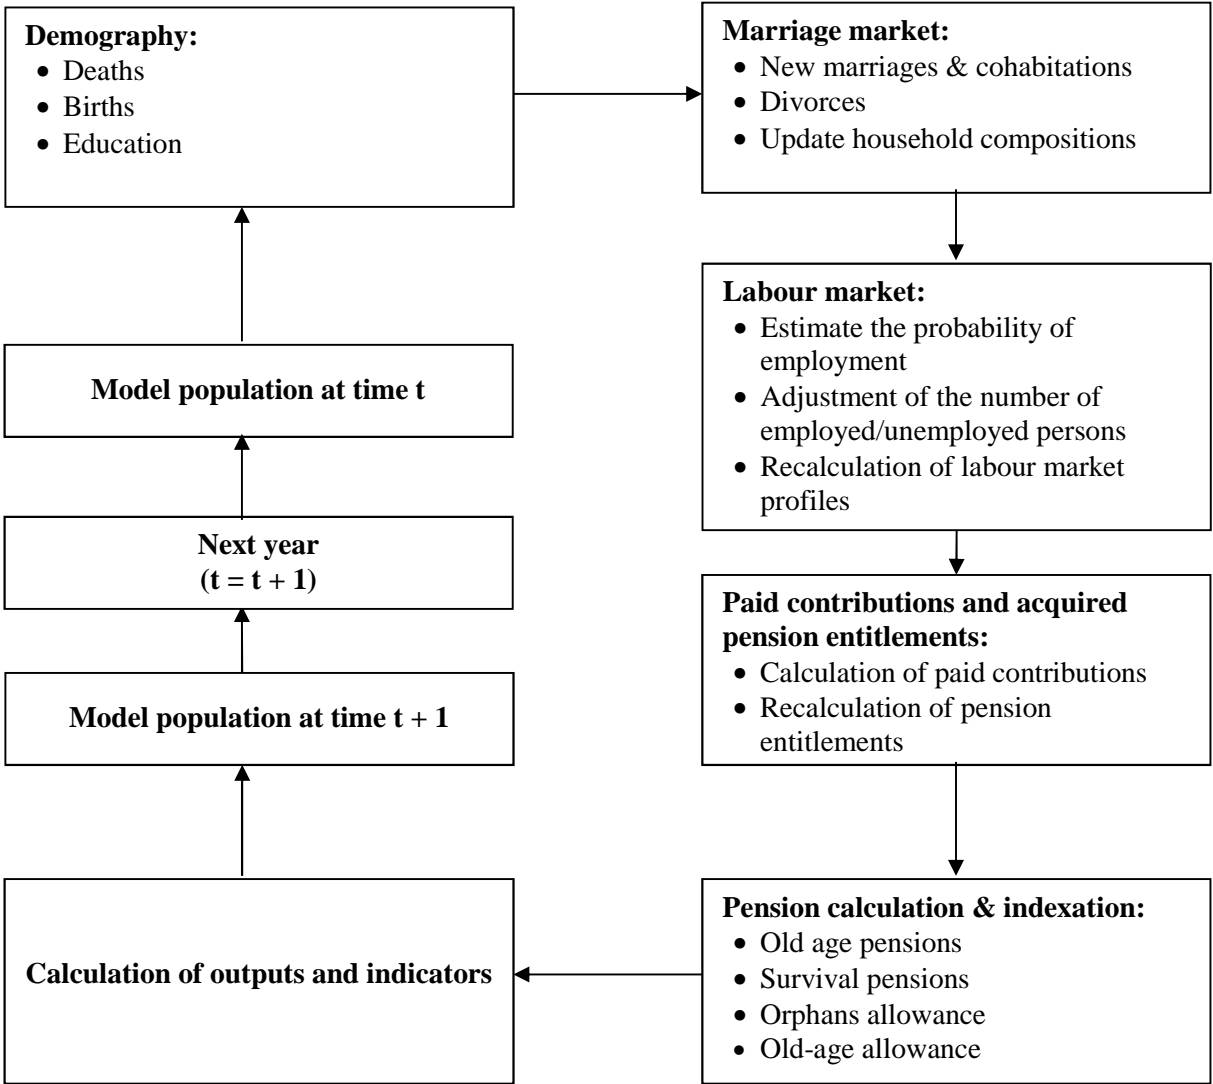 Demography:
• Deaths
• Births
• Education
Marriage market:
• New marriages & cohabitations
• Divorces
• Update household compositions
Labour market:
• Estimate the probability of
employment
• Adjustment of the number of
employed/unemployed persons
• Recalculation of labour market
profiles
Paid contributions and acquired
pension entitlements:
• Calculation of paid contributions
• Recalculation of pension
entitlements
Pension calculation & indexation:
• Old age pensions
• Survival pensions
• Orphans allowance
• Old-age allowance
Calculation of outputs and indicators
Model population at time t + 1
Next year
(t = t + 1)
Model population at time t